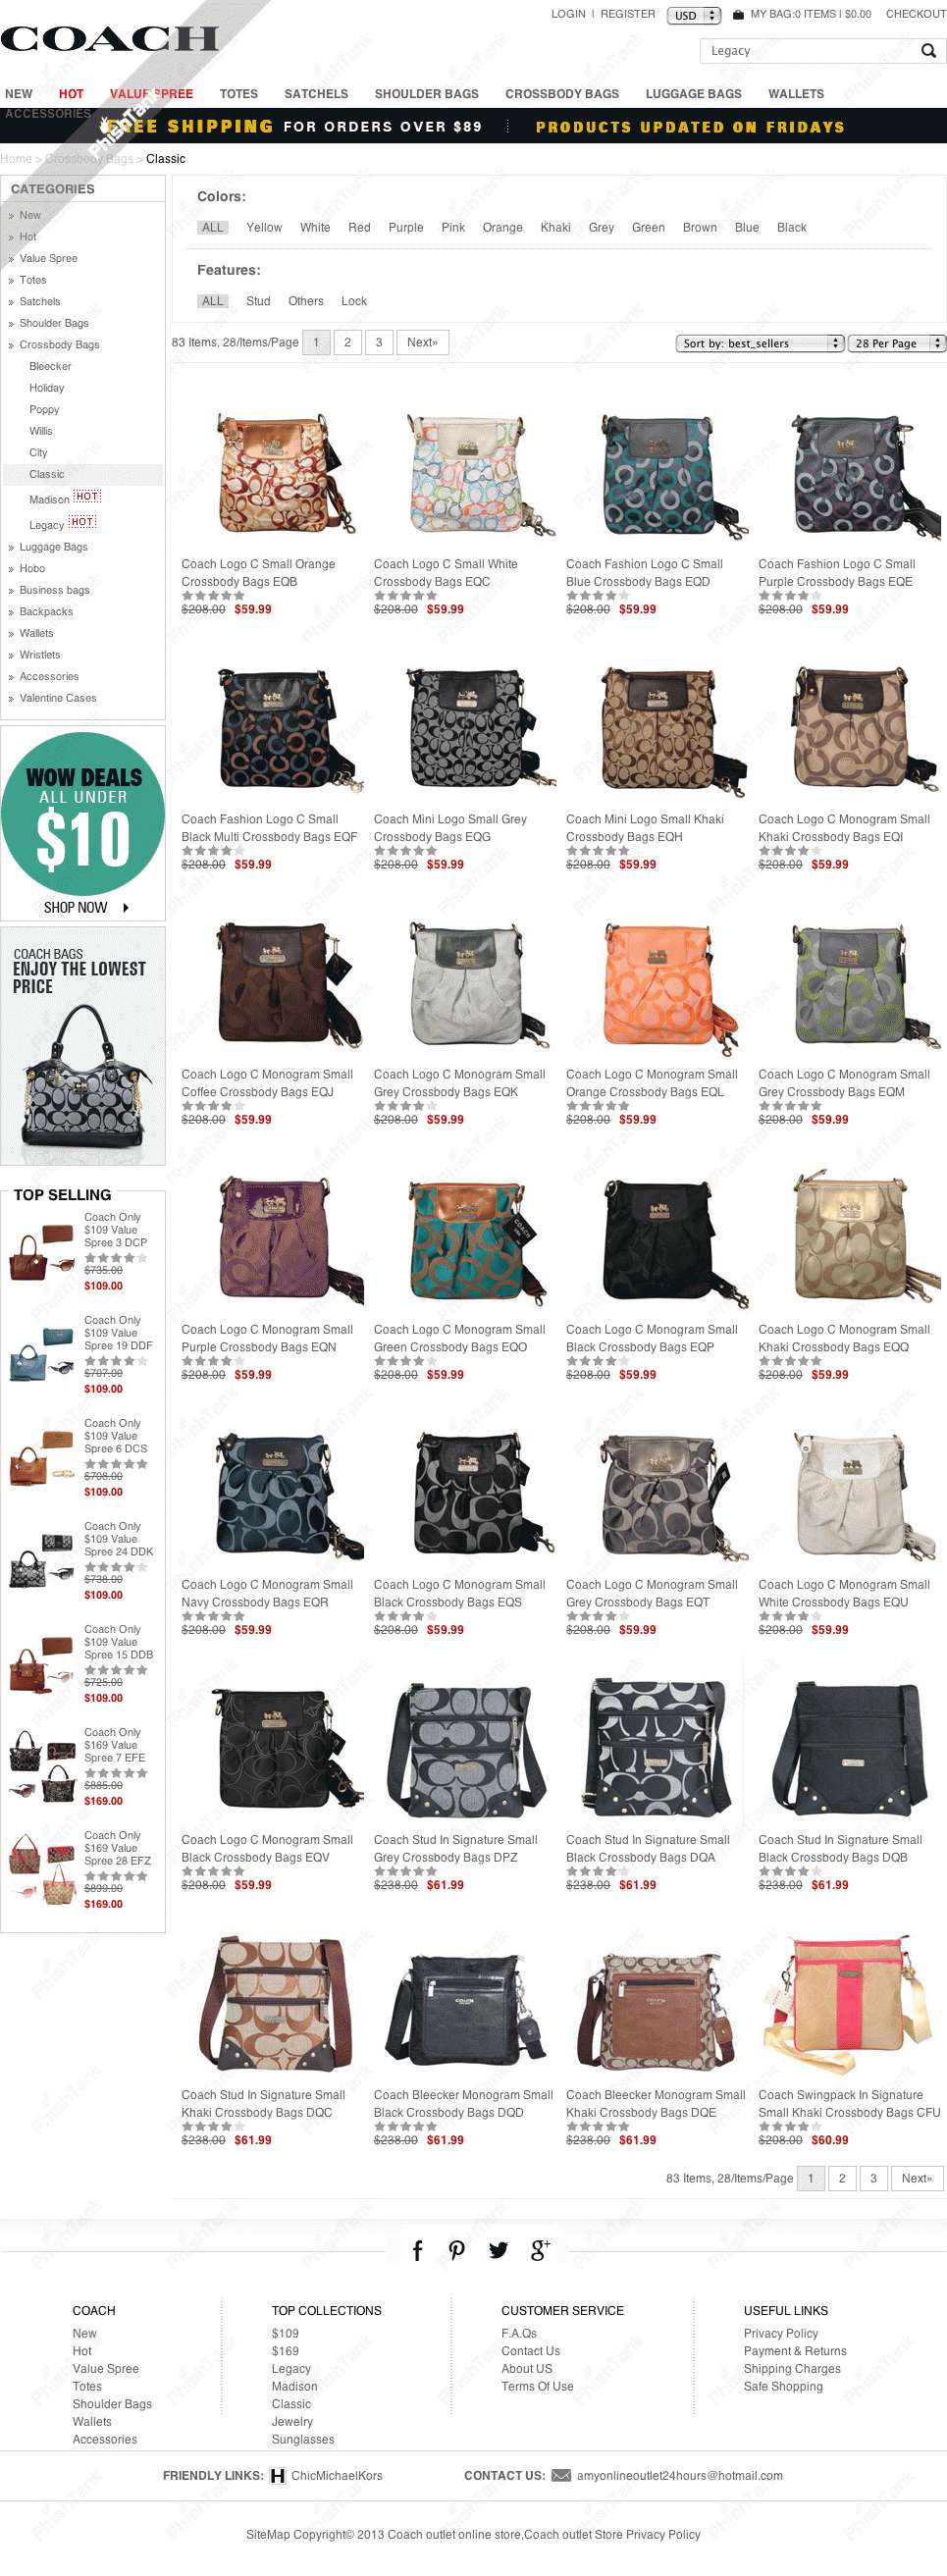 LOGIN | REGISTER USD MY BAG:0 ITEMS | $0.00 CHECKOUT
COACH
Legacy
NEW HOT VALUE SPREE TOTES SATCHELS SHOULDER BAGS CROSSBODY BAGS LUGGAGE BAGS WALLETS
ACCESSORIES
FREE SHIPPING FOR ORDERS OVER $89 PRODUCTS UPDATED ON FRIDAYS
PhishTank
Home > Crossbody Bags > Classic
CATEGORIES
» New
» Hot
» Value Spree
» Totes
» Satchels
» Shoulder Bags
» Crossbody Bags
Bleecker
Holiday
Poppy
Willis
City
Classic
Madison HOT
Legacy HOT
» Luggage Bags
» Hobo
» Business bags
» Backpacks
» Wallets
» Wristlets
» Accessories
» Valentine Cases
WOW DEALS
ALL UNDER
$10
SHOP NOW
COACH BAGS
ENJOY THE LOWEST
PRICE
TOP SELLING
Coach Only
$109 Value
Spree 3 DCP
$735.00
$109.00
Coach Only
$109 Value
Spree 19 DDF
$797.00
$109.00
Coach Only
$109 Value
Spree 6 DCS
$708.00
$109.00
Coach Only
$109 Value
Spree 24 DDK
$738.00
$109.00
Coach Only
$109 Value
Spree 15 DDB
$725.00
$109.00
Coach Only
$169 Value
Spree 7 EFE
$885.00
$169.00
Coach Only
$169 Value
Spree 28 EFZ
$899.00
$169.00
Colors:
ALL Yellow White Red Purple Pink Orange Khaki Grey Green Brown Blue Black
Features:
ALL Stud Others Lock
83 Items, 28/Items/Page 1 2 3 Next» Sort by: best_sellers 28 Per Page
Coach Logo C Small Orange
Crossbody Bags EQB
$208.00 $59.99
Coach Logo C Small White
Crossbody Bags EQC
$208.00 $59.99
Coach Fashion Logo C Small
Blue Crossbody Bags EQD
$208.00 $59.99
Coach Fashion Logo C Small
Purple Crossbody Bags EQE
$208.00 $59.99
Coach Fashion Logo C Small
Black Multi Crossbody Bags EQF
$208.00 $59.99
Coach Mini Logo Small Grey
Crossbody Bags EQG
$208.00 $59.99
Coach Mini Logo Small Khaki
Crossbody Bags EQH
$208.00 $59.99
Coach Logo C Monogram Small
Khaki Crossbody Bags EQI
$208.00 $59.99
Coach Logo C Monogram Small
Coffee Crossbody Bags EQJ
$208.00 $59.99
Coach Logo C Monogram Small
Grey Crossbody Bags EQK
$208.00 $59.99
Coach Logo C Monogram Small
Orange Crossbody Bags EQL
$208.00 $59.99
Coach Logo C Monogram Small
Grey Crossbody Bags EQM
$208.00 $59.99
Coach Logo C Monogram Small
Purple Crossbody Bags EQN
$208.00 $59.99
Coach Logo C Monogram Small
Green Crossbody Bags EQO
$208.00 $59.99
Coach Logo C Monogram Small
Black Crossbody Bags EQP
$208.00 $59.99
Coach Logo C Monogram Small
Khaki Crossbody Bags EQQ
$208.00 $59.99
Coach Logo C Monogram Small
Navy Crossbody Bags EQR
$208.00 $59.99
Coach Logo C Monogram Small
Black Crossbody Bags EQS
$208.00 $59.99
Coach Logo C Monogram Small
Grey Crossbody Bags EQT
$208.00 $59.99
Coach Logo C Monogram Small
White Crossbody Bags EQU
$208.00 $59.99
Coach Logo C Monogram Small
Black Crossbody Bags EQV
$208.00 $59.99
Coach Stud In Signature Small
Grey Crossbody Bags DPZ
$238.00 $61.99
Coach Stud In Signature Small
Black Crossbody Bags DQA
$238.00 $61.99
Coach Stud In Signature Small
Black Crossbody Bags DQB
$238.00 $61.99
Coach Stud In Signature Small
Khaki Crossbody Bags DQC
$238.00 $61.99
Coach Bleecker Monogram Small
Black Crossbody Bags DQD
$238.00 $61.99
Coach Bleecker Monogram Small
Khaki Crossbody Bags DQE
$238.00 $61.99
Coach Swingpack In Signature
Small Khaki Crossbody Bags CFU
$208.00 $60.99
83 Items, 28/Items/Page 1 2 3 Next»
COACH
New
Hot
Value Spree
Totes
Shoulder Bags
Wallets
Accessories
TOP COLLECTIONS
$109
$169
Legacy
Madison
Classic
Jewelry
Sunglasses
CUSTOMER SERVICE
F.A.Qs
Contact Us
About US
Terms Of Use
USEFUL LINKS
Privacy Policy
Payment & Returns
Shipping Charges
Safe Shopping
FRIENDLY LINKS: H ChicMichaelKors CONTACT US: amyonlineoutlet24hours@hotmail.com
SiteMap Copyright© 2013 Coach outlet online store,Coach outlet Store Privacy Policy